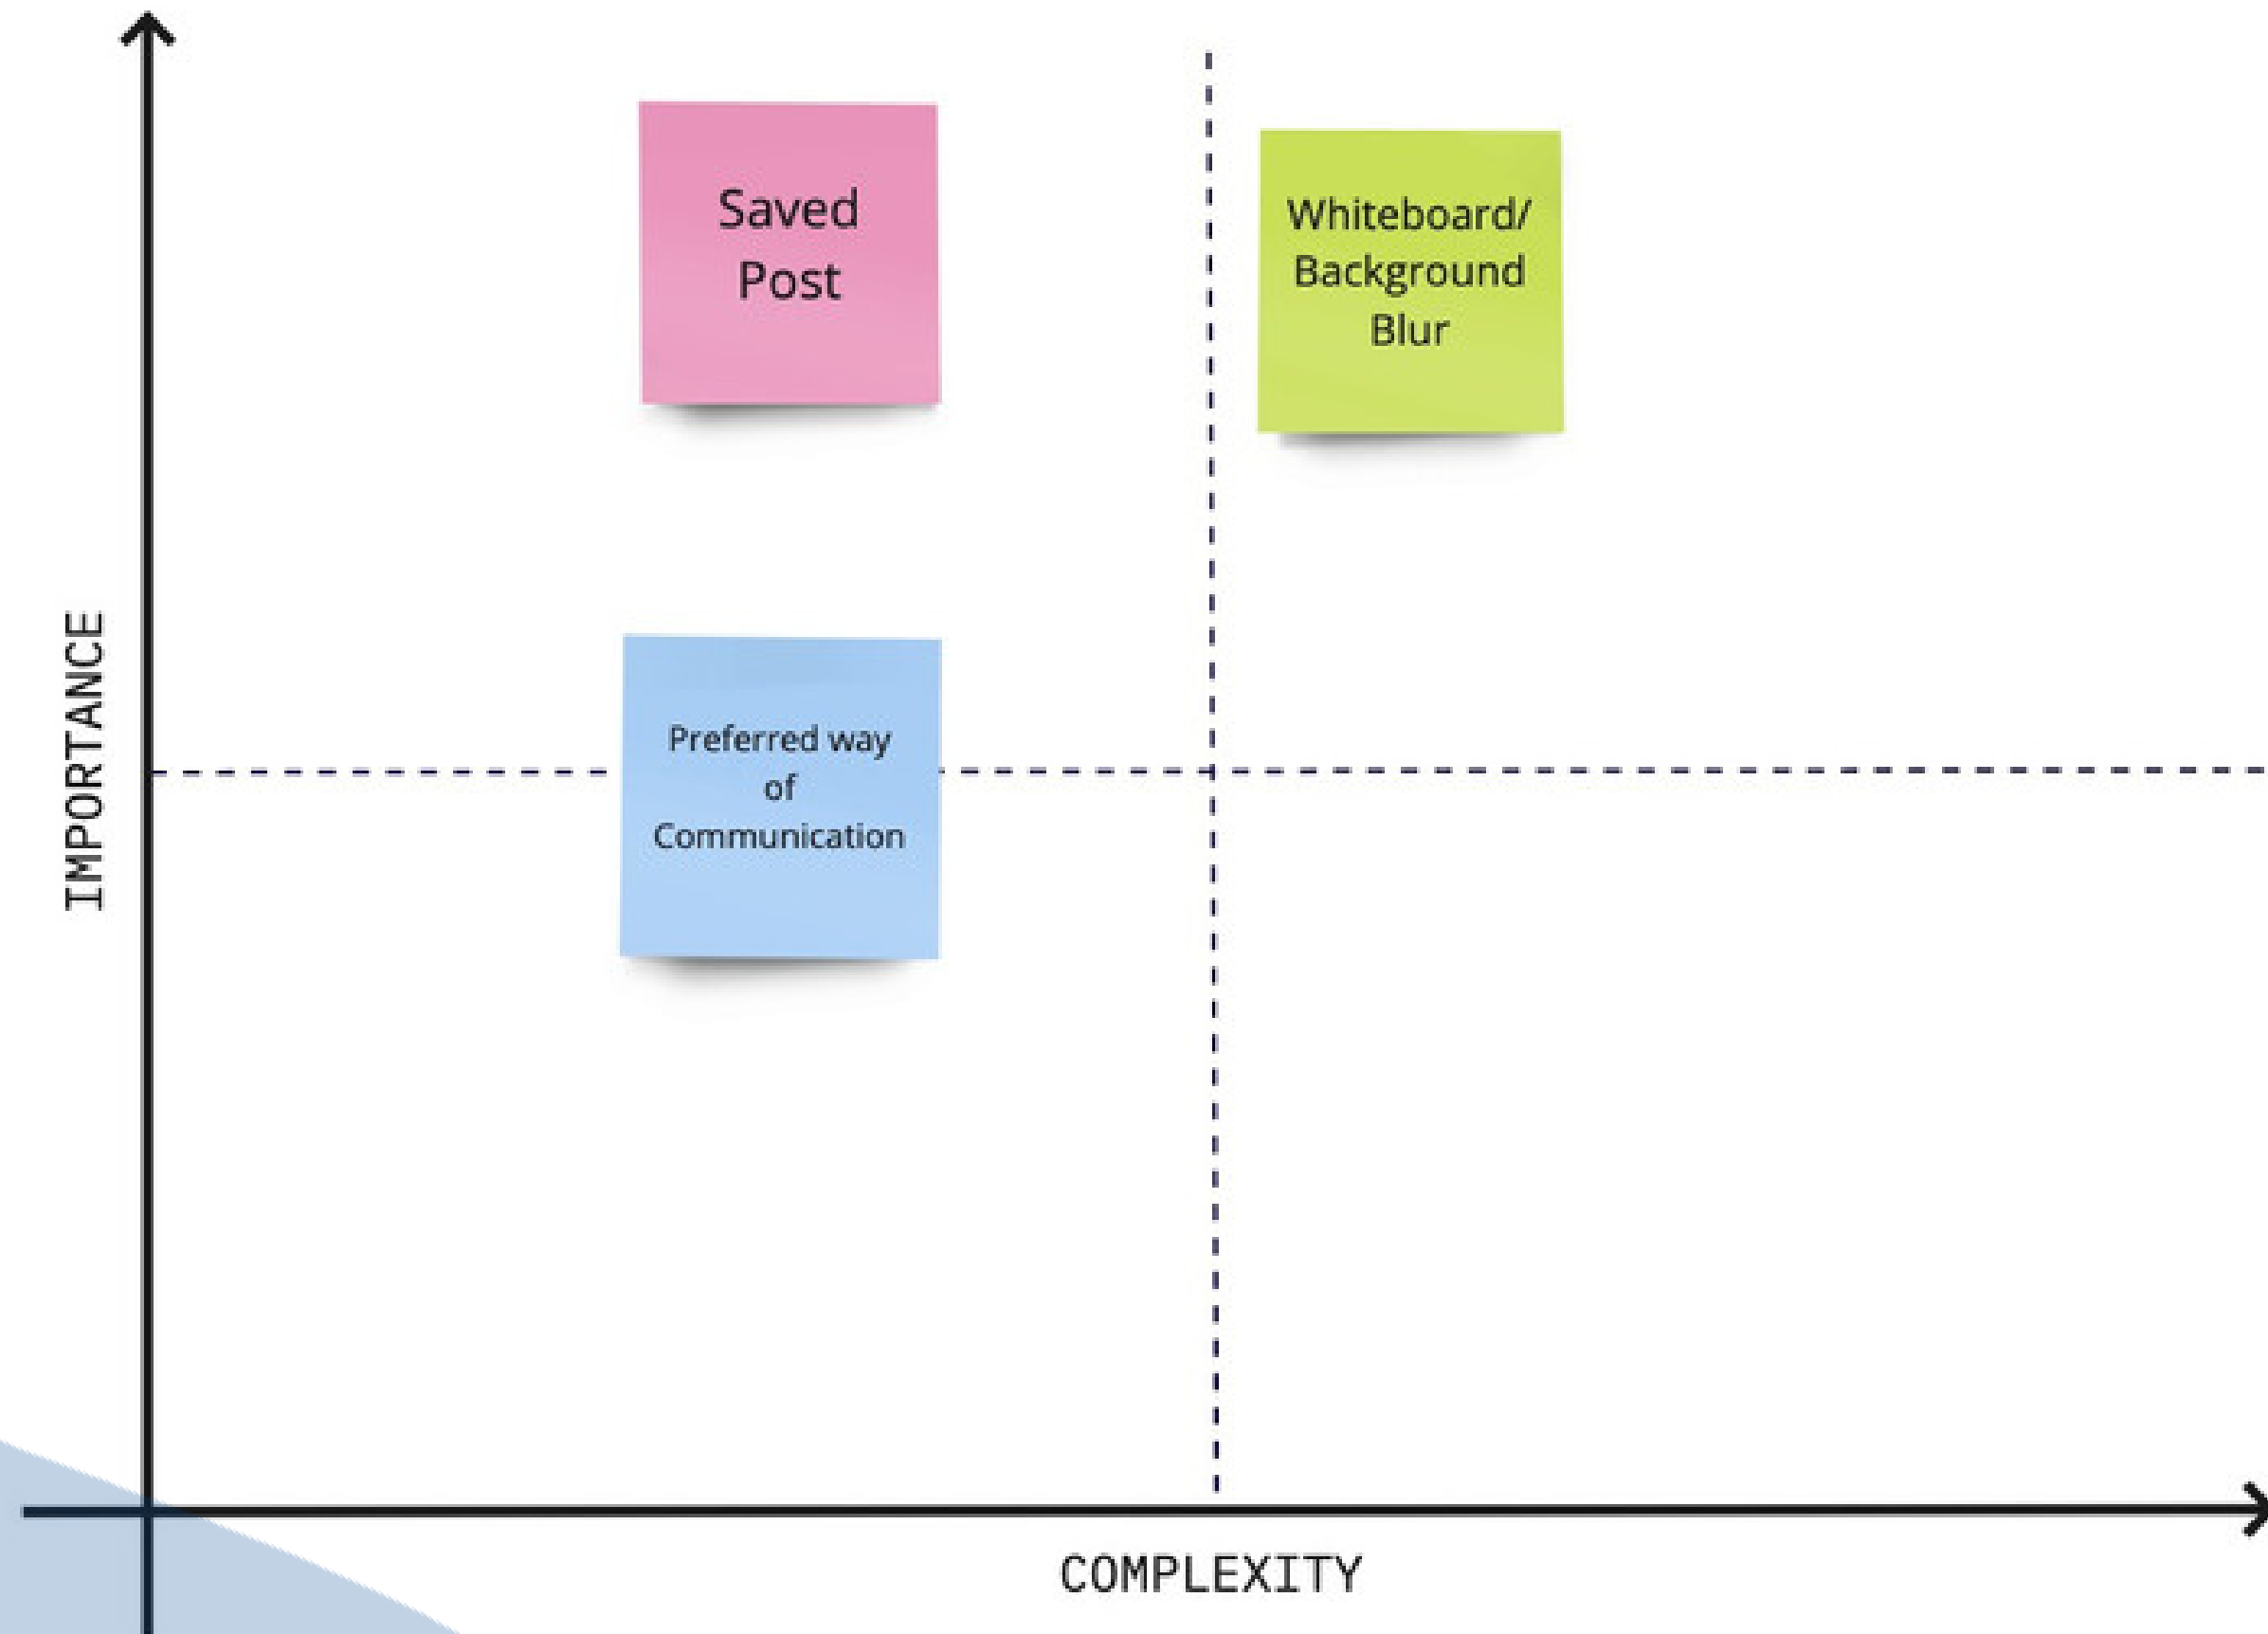 Saved
Post
Whiteboard/
Background
Blur
IMPORTANCE
Preferred way
of
Communication
COMPLEXITY